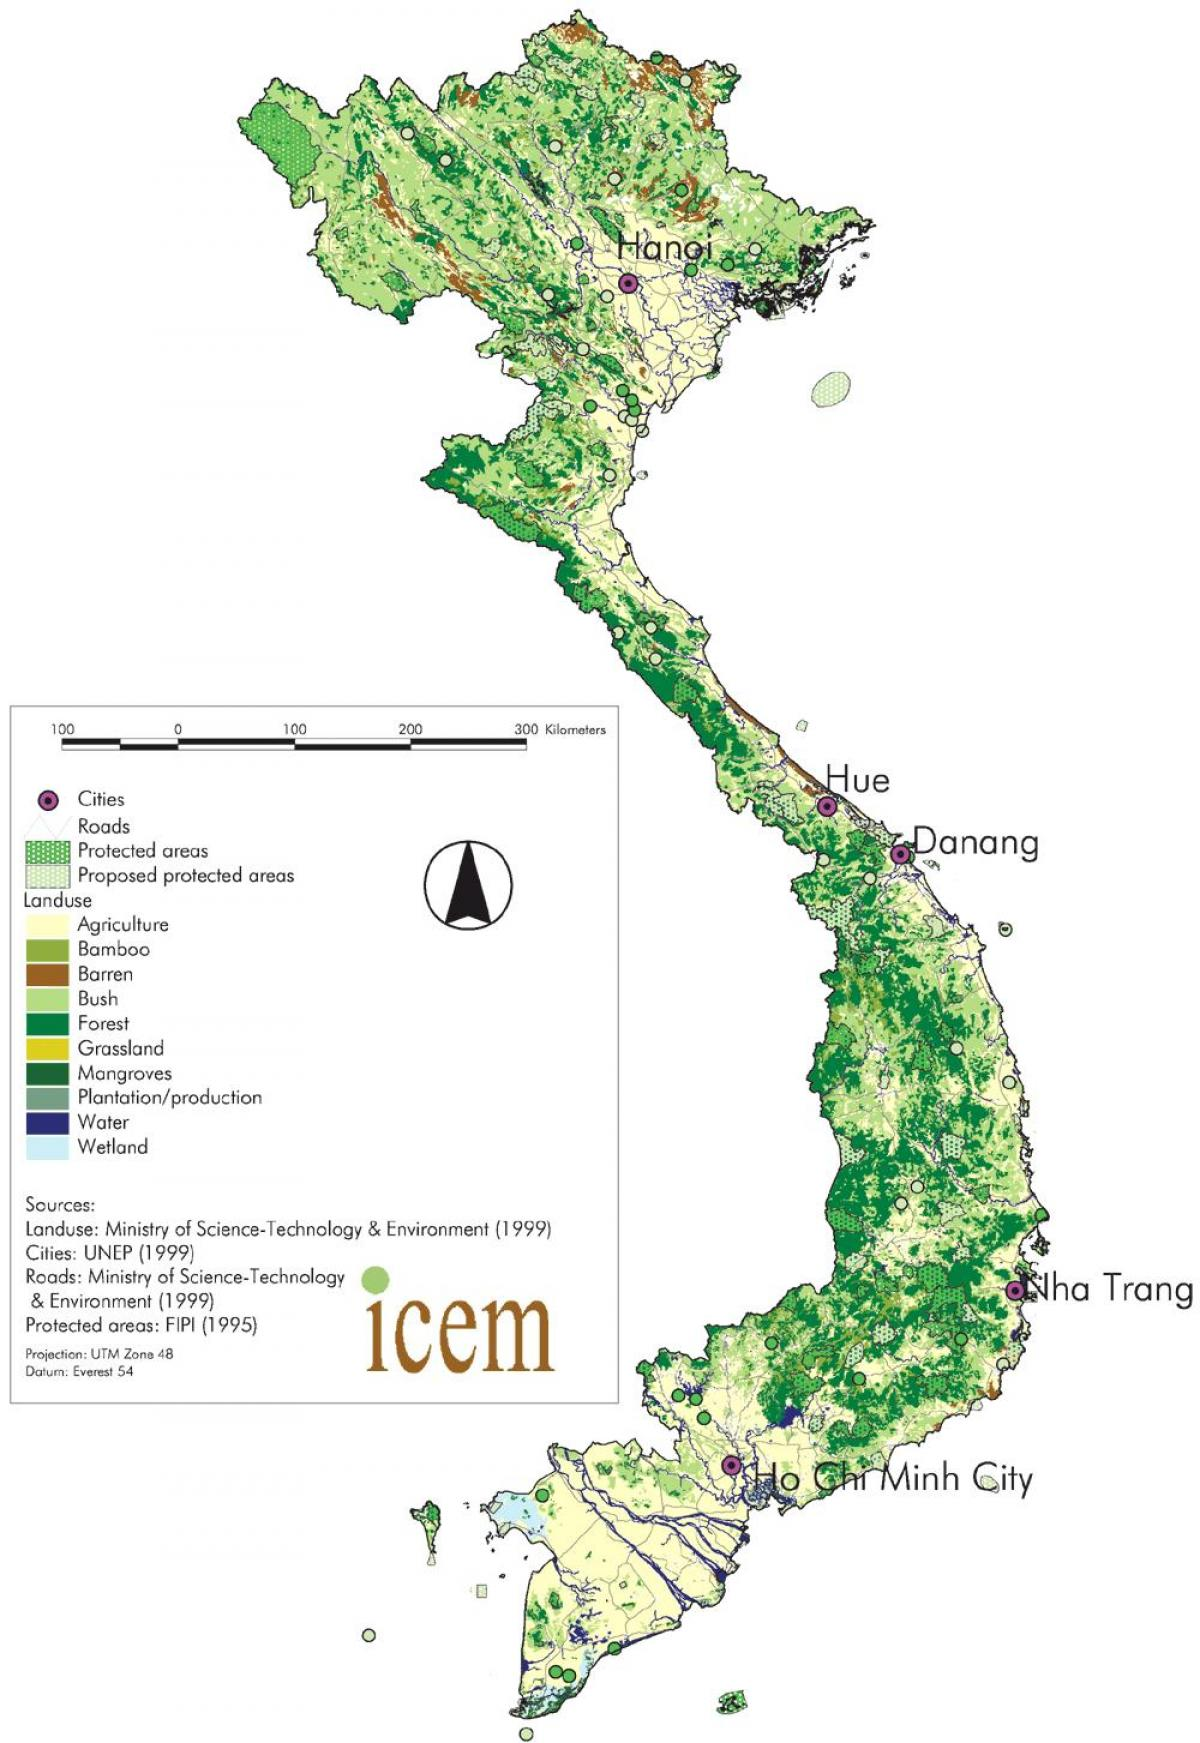 Hanoi
Hue
Danang
Nha Trang
Ho Chi Minh City
100 0 100 200 300 Kilometers
Cities
Roads
Protected areas
Proposed protected areas
Landuse
Agriculture
Bamboo
Barren
Bush
Forest
Grassland
Mangroves
Plantation/production
Water
Wetland
Sources:
Landuse: Ministry of Science-Technology & Environment (1999)
Cities: UNEP (1999)
Roads: Ministry of Science-Technology
& Environment (1999)
Protected areas: FIPI (1995)
Projection: UTM Zone 48
Datum: Everest 54
icem